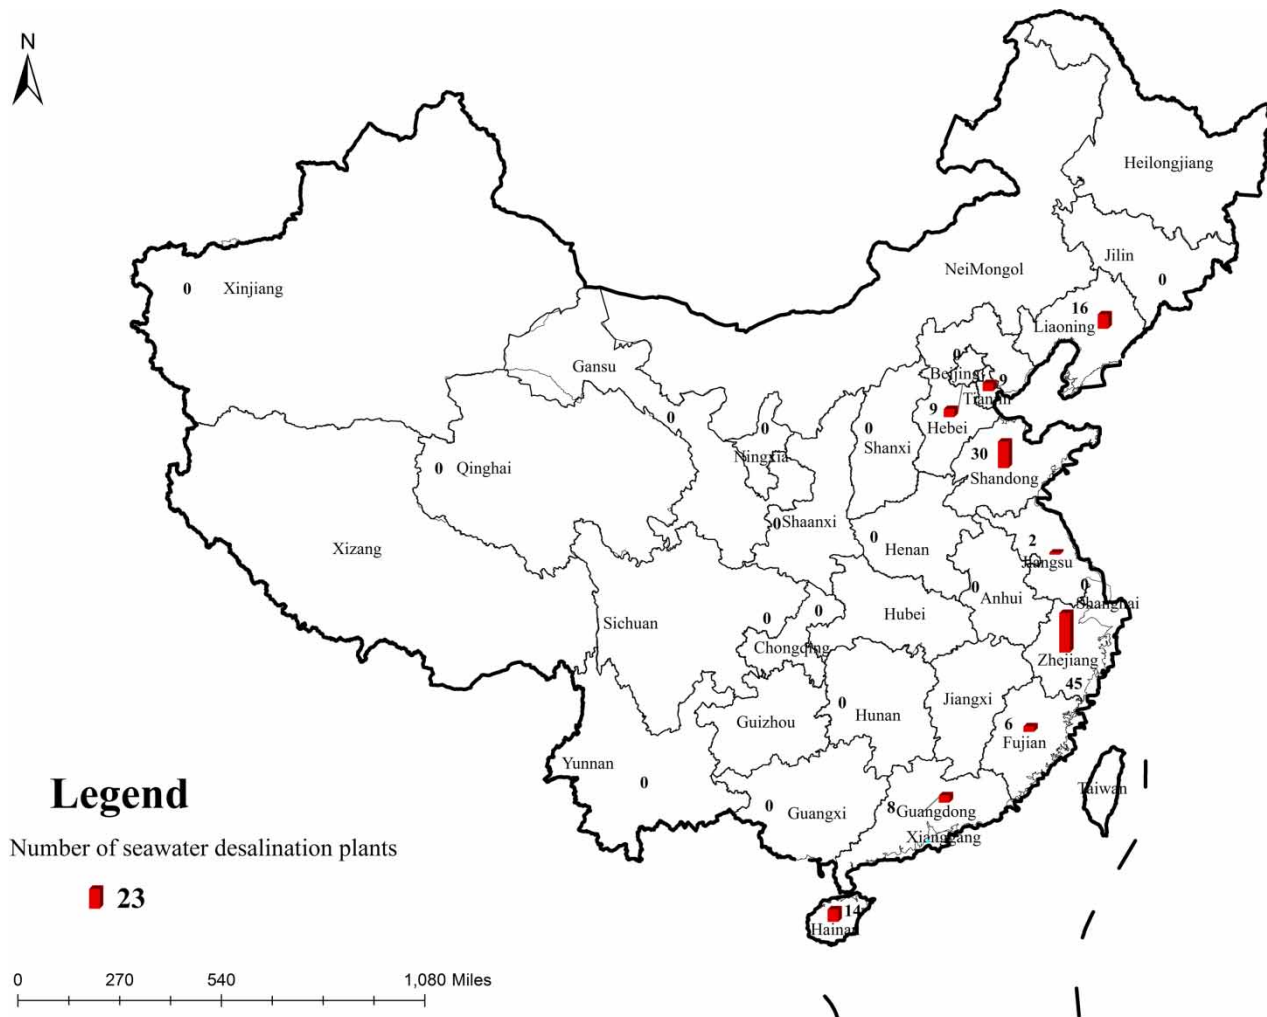 N
Heilongjiang
Jilin
0
NeiMongol
16
Liaoning
0 Xinjiang
Gansu
0
Beijing
9
Tianjin
9
Hebei
0
0
Ningxia
0
Shanxi
0 Qinghai
30
Shandong
Xizang
0 Shaanxi
0
Henan
2
Jiangsu
0
Anhui
0
Shanghai
Sichuan
0
Chongqing
0
Hubei
Zhejiang
45
Guizhou
0
Hunan
Jiangxi
6
Fujian
Yunnan
0
0
Guangxi
8 Guangdong
Xianggang
Taiwan
14
Hainan
Legend
Number of seawater desalination plants
23
0 270 540 1,080 Miles